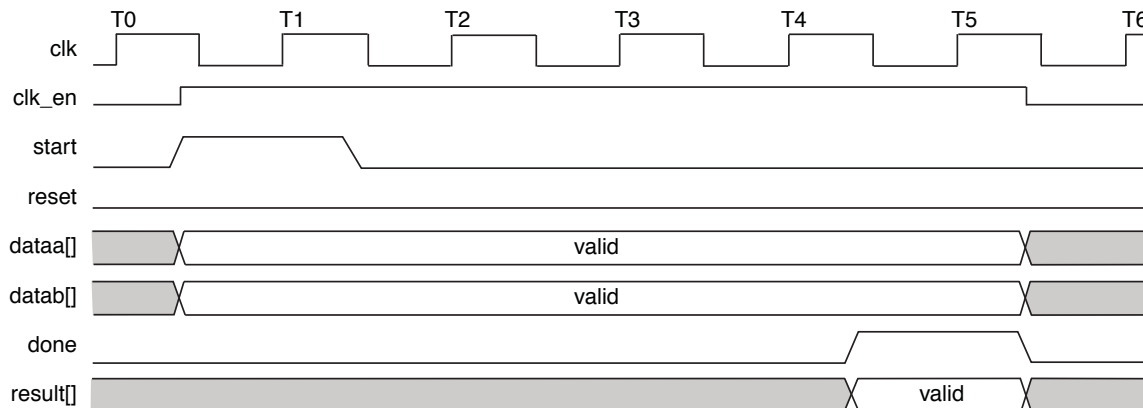 T0 T1 T2 T3 T4 T5 T6
clk
clk_en
start
reset
dataa[] valid
datab[] valid
done
result[] valid